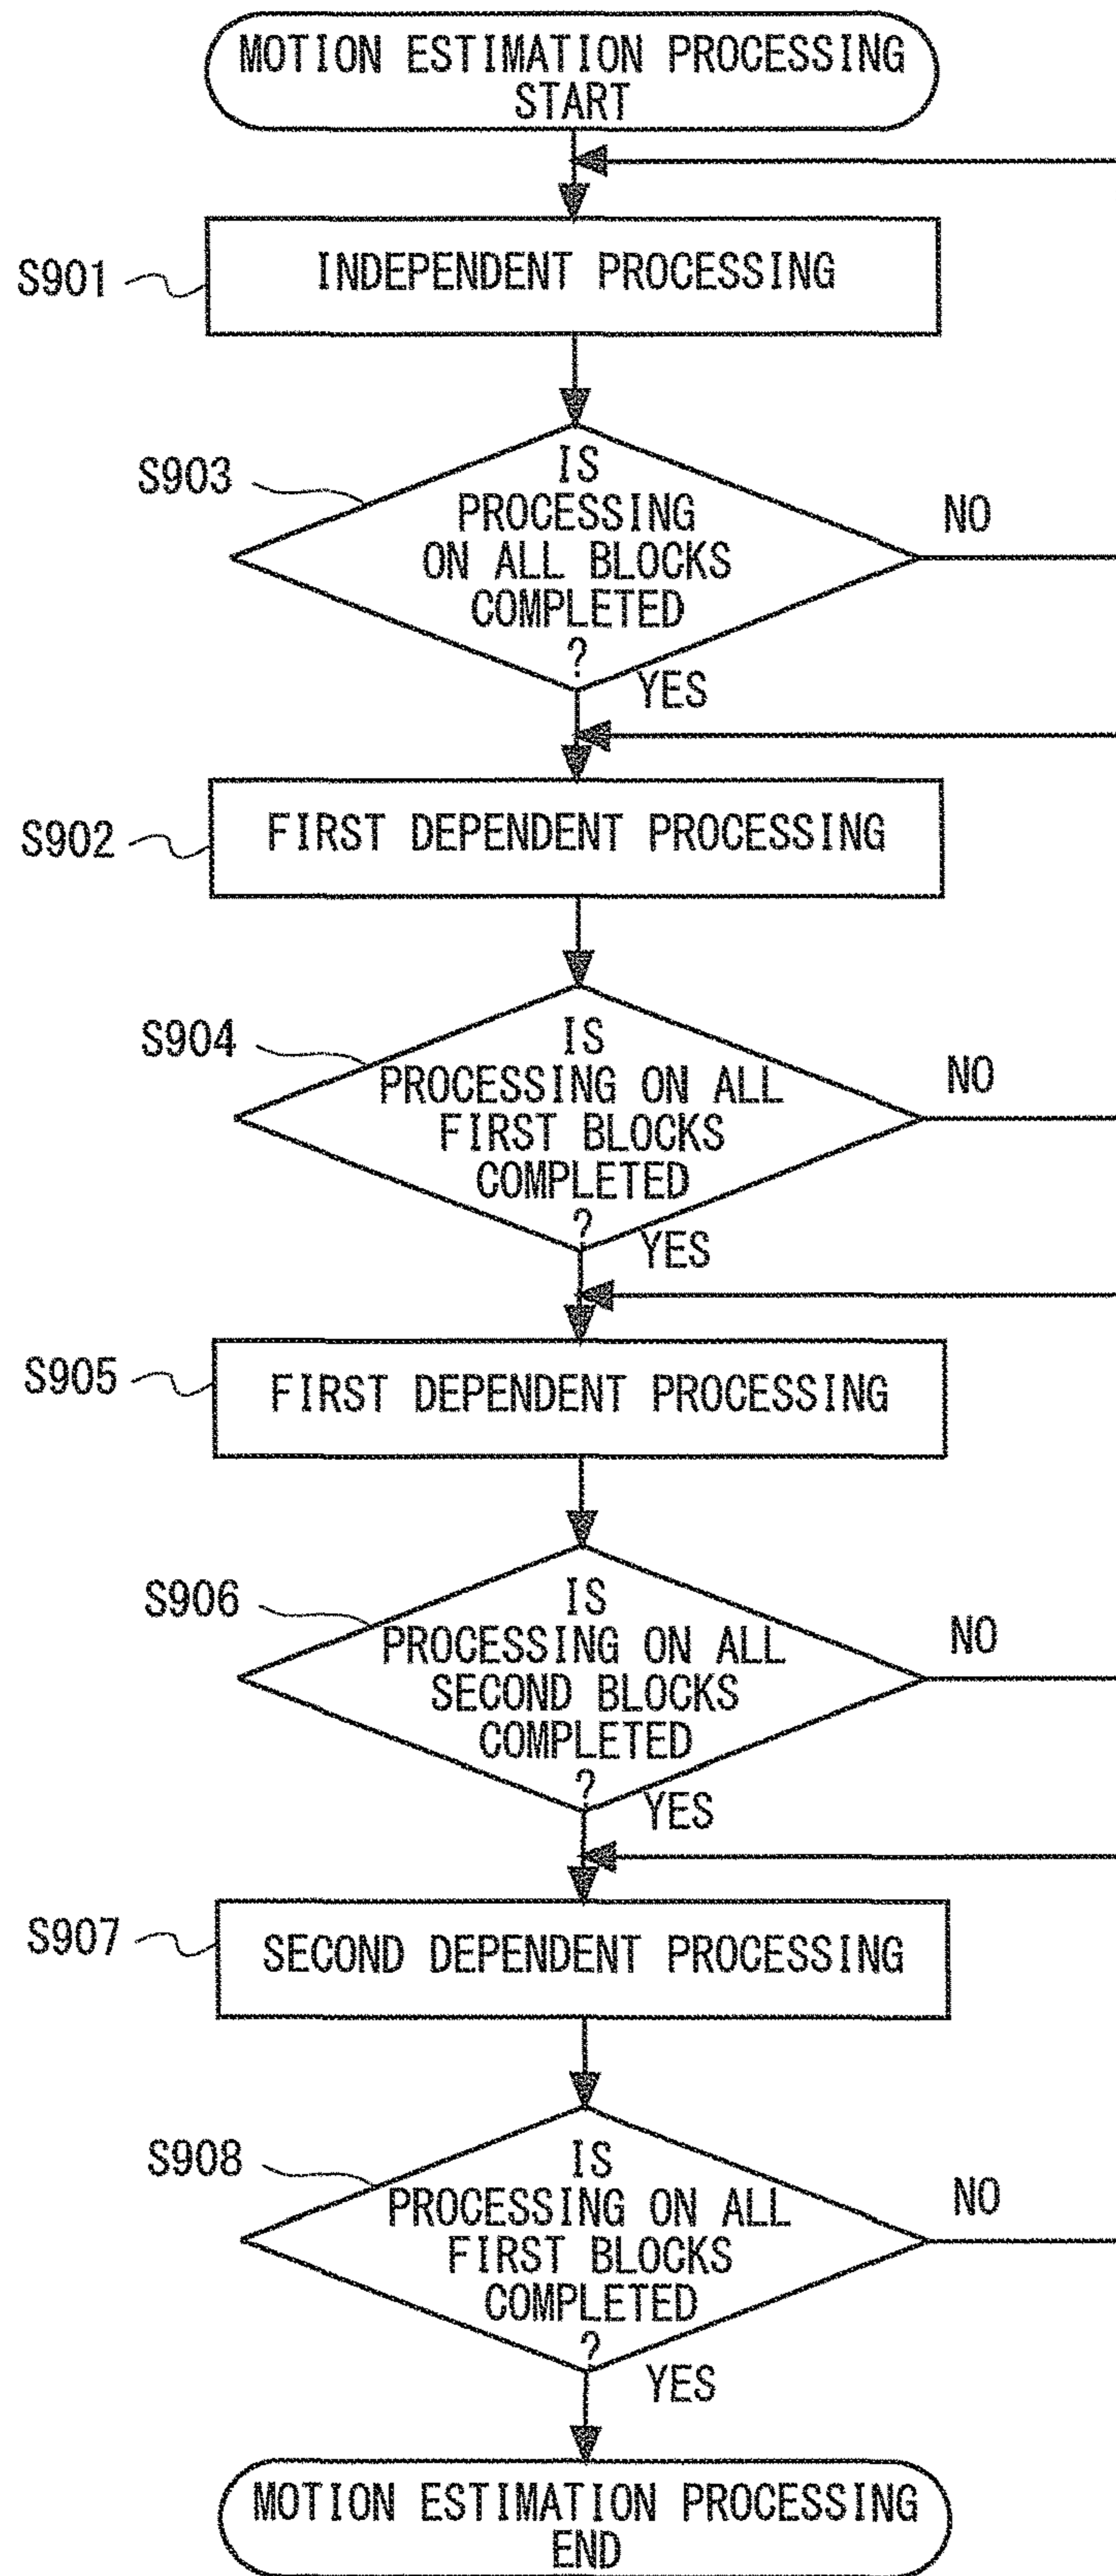 MOTION ESTIMATION PROCESSING
START
S901
INDEPENDENT PROCESSING
S903
IS
PROCESSING
ON ALL BLOCKS
COMPLETED
?
NO
YES
S902
FIRST DEPENDENT PROCESSING
S904
IS
PROCESSING ON ALL
FIRST BLOCKS
COMPLETED
?
NO
YES
S905
FIRST DEPENDENT PROCESSING
S906
IS
PROCESSING ON ALL
SECOND BLOCKS
COMPLETED
?
NO
YES
S907
SECOND DEPENDENT PROCESSING
S908
IS
PROCESSING ON ALL
FIRST BLOCKS
COMPLETED
?
NO
YES
MOTION ESTIMATION PROCESSING
END